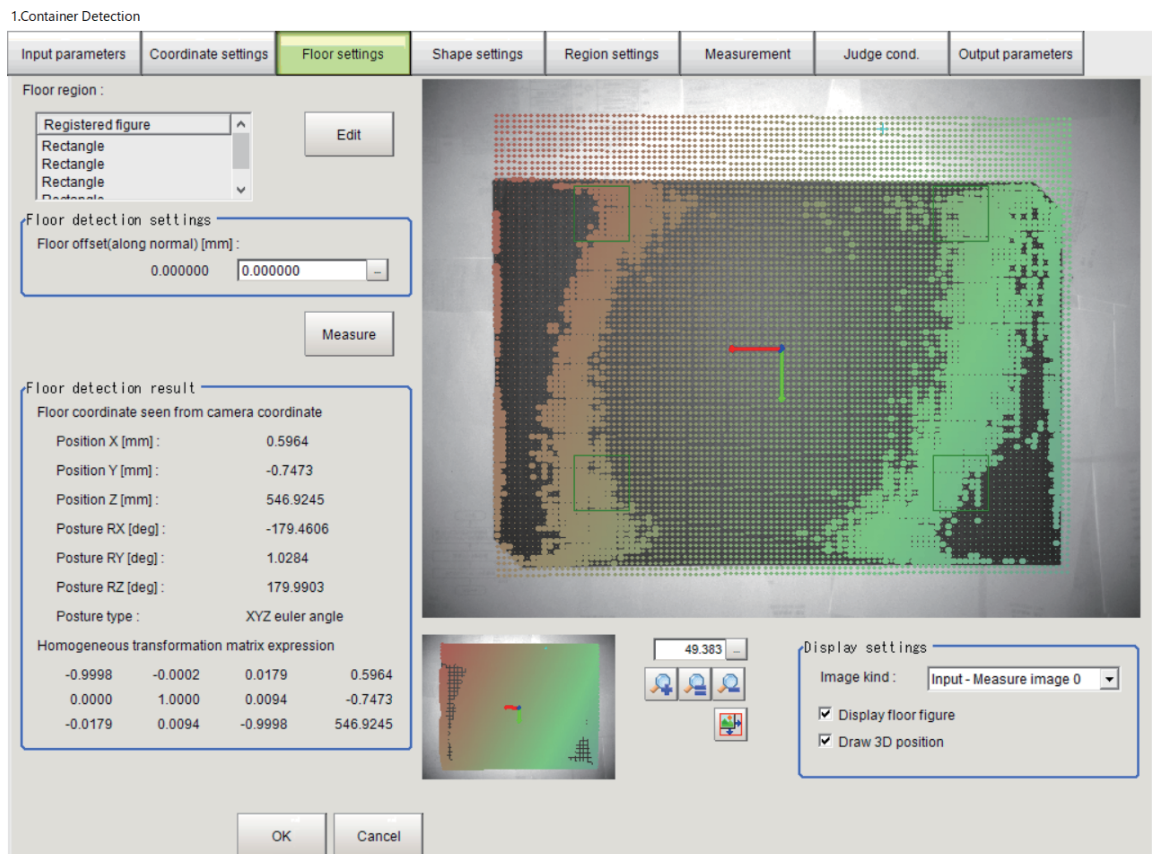 1.Container Detection
Input parameters Coordinate settings Floor settings Shape settings Region settings Measurement Judge cond. Output parameters
Floor region :
Registered figure
Rectangle
Rectangle
Rectangle
Rectangle
Edit
Floor detection settings
Floor offset(along normal) [mm] :
0.000000 0.000000 ...
Measure
Floor detection result
Floor coordinate seen from camera coordinate
Position X [mm] : 0.5964
Position Y [mm] : -0.7473
Position Z [mm] : 546.9245
Posture RX [deg] : -179.4606
Posture RY [deg] : 1.0284
Posture RZ [deg] : 179.9903
Posture type : XYZ euler angle
Homogeneous transformation matrix expression
-0.9998 -0.0002 0.0179 0.5964
0.0000 1.0000 0.0094 -0.7473
-0.0179 0.0094 -0.9998 546.9245
49.383 ...
Display settings
Image kind : Input - Measure image 0
Display floor figure
Draw 3D position
OK Cancel